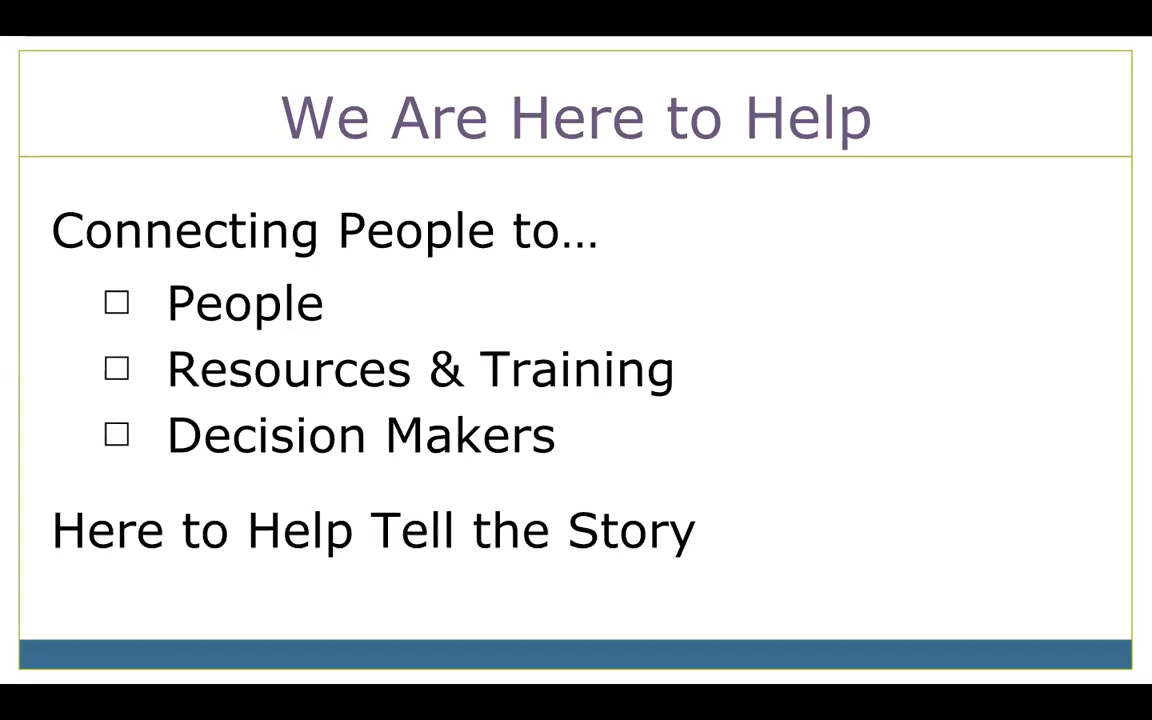 We Are Here to Help
Connecting People to…
□ People
□ Resources & Training
□ Decision Makers
Here to Help Tell the Story